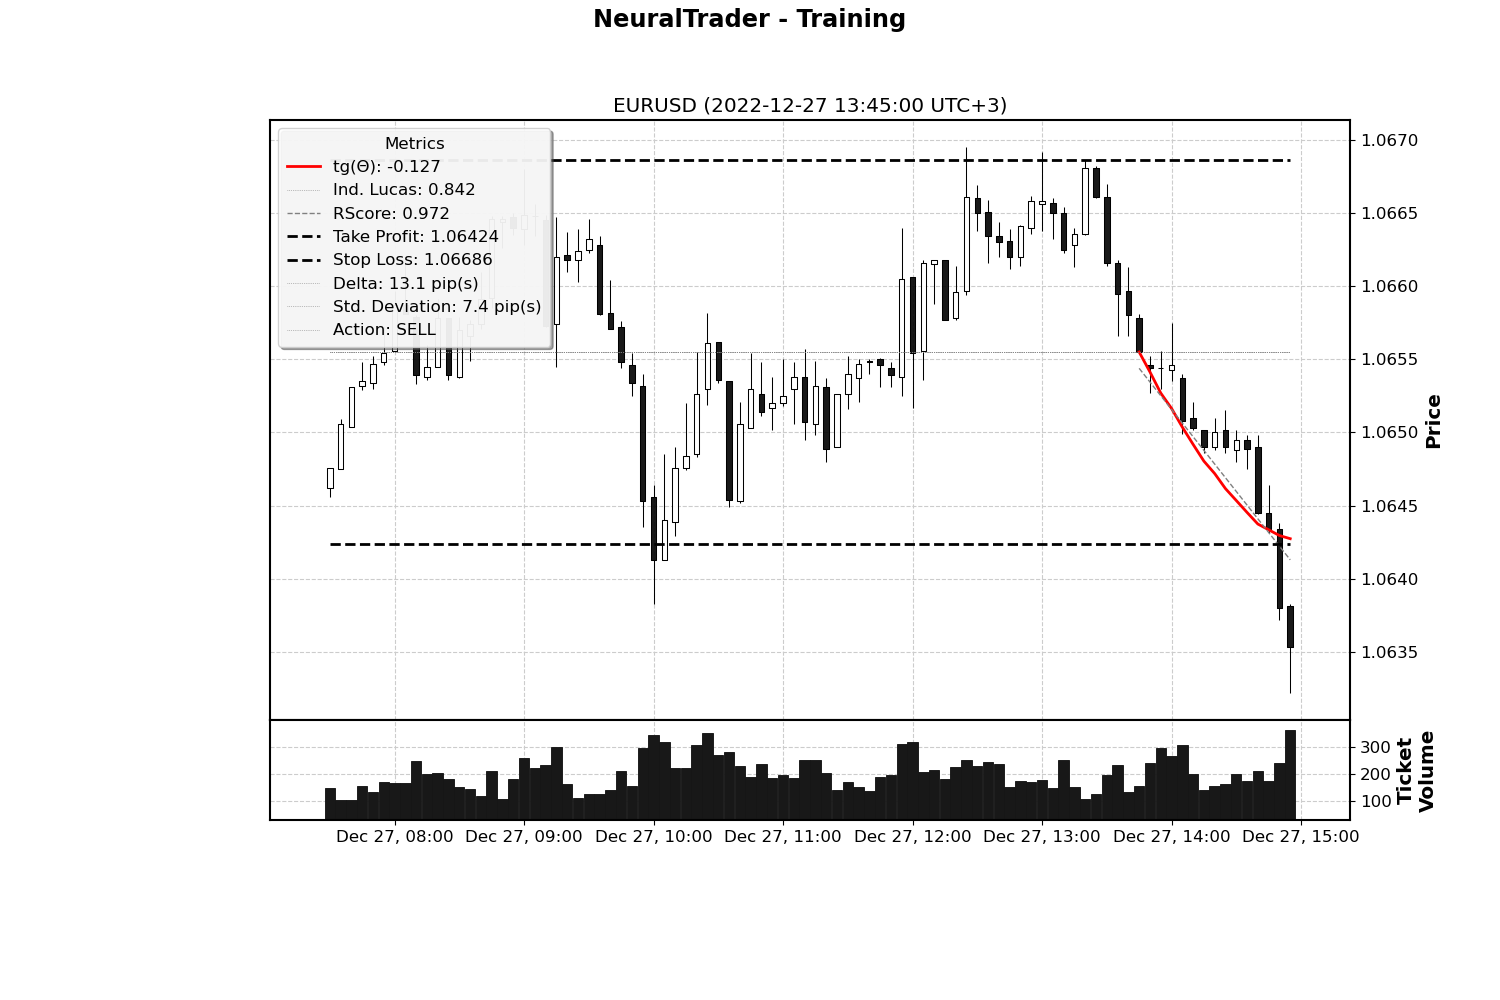 NeuralTrader - Training
EURUSD (2022-12-27 13:45:00 UTC+3)
Metrics
tg(Θ): -0.127
Ind. Lucas: 0.842
RScore: 0.972
Take Profit: 1.06424
Stop Loss: 1.06686
Delta: 13.1 pip(s)
Std. Deviation: 7.4 pip(s)
Action: SELL
1.0670
1.0665
1.0660
1.0655
1.0650
1.0645
1.0640
1.0635
Price
300
200
100
Ticket
Volume
Dec 27, 08:00 Dec 27, 09:00 Dec 27, 10:00 Dec 27, 11:00 Dec 27, 12:00 Dec 27, 13:00 Dec 27, 14:00 Dec 27, 15:00